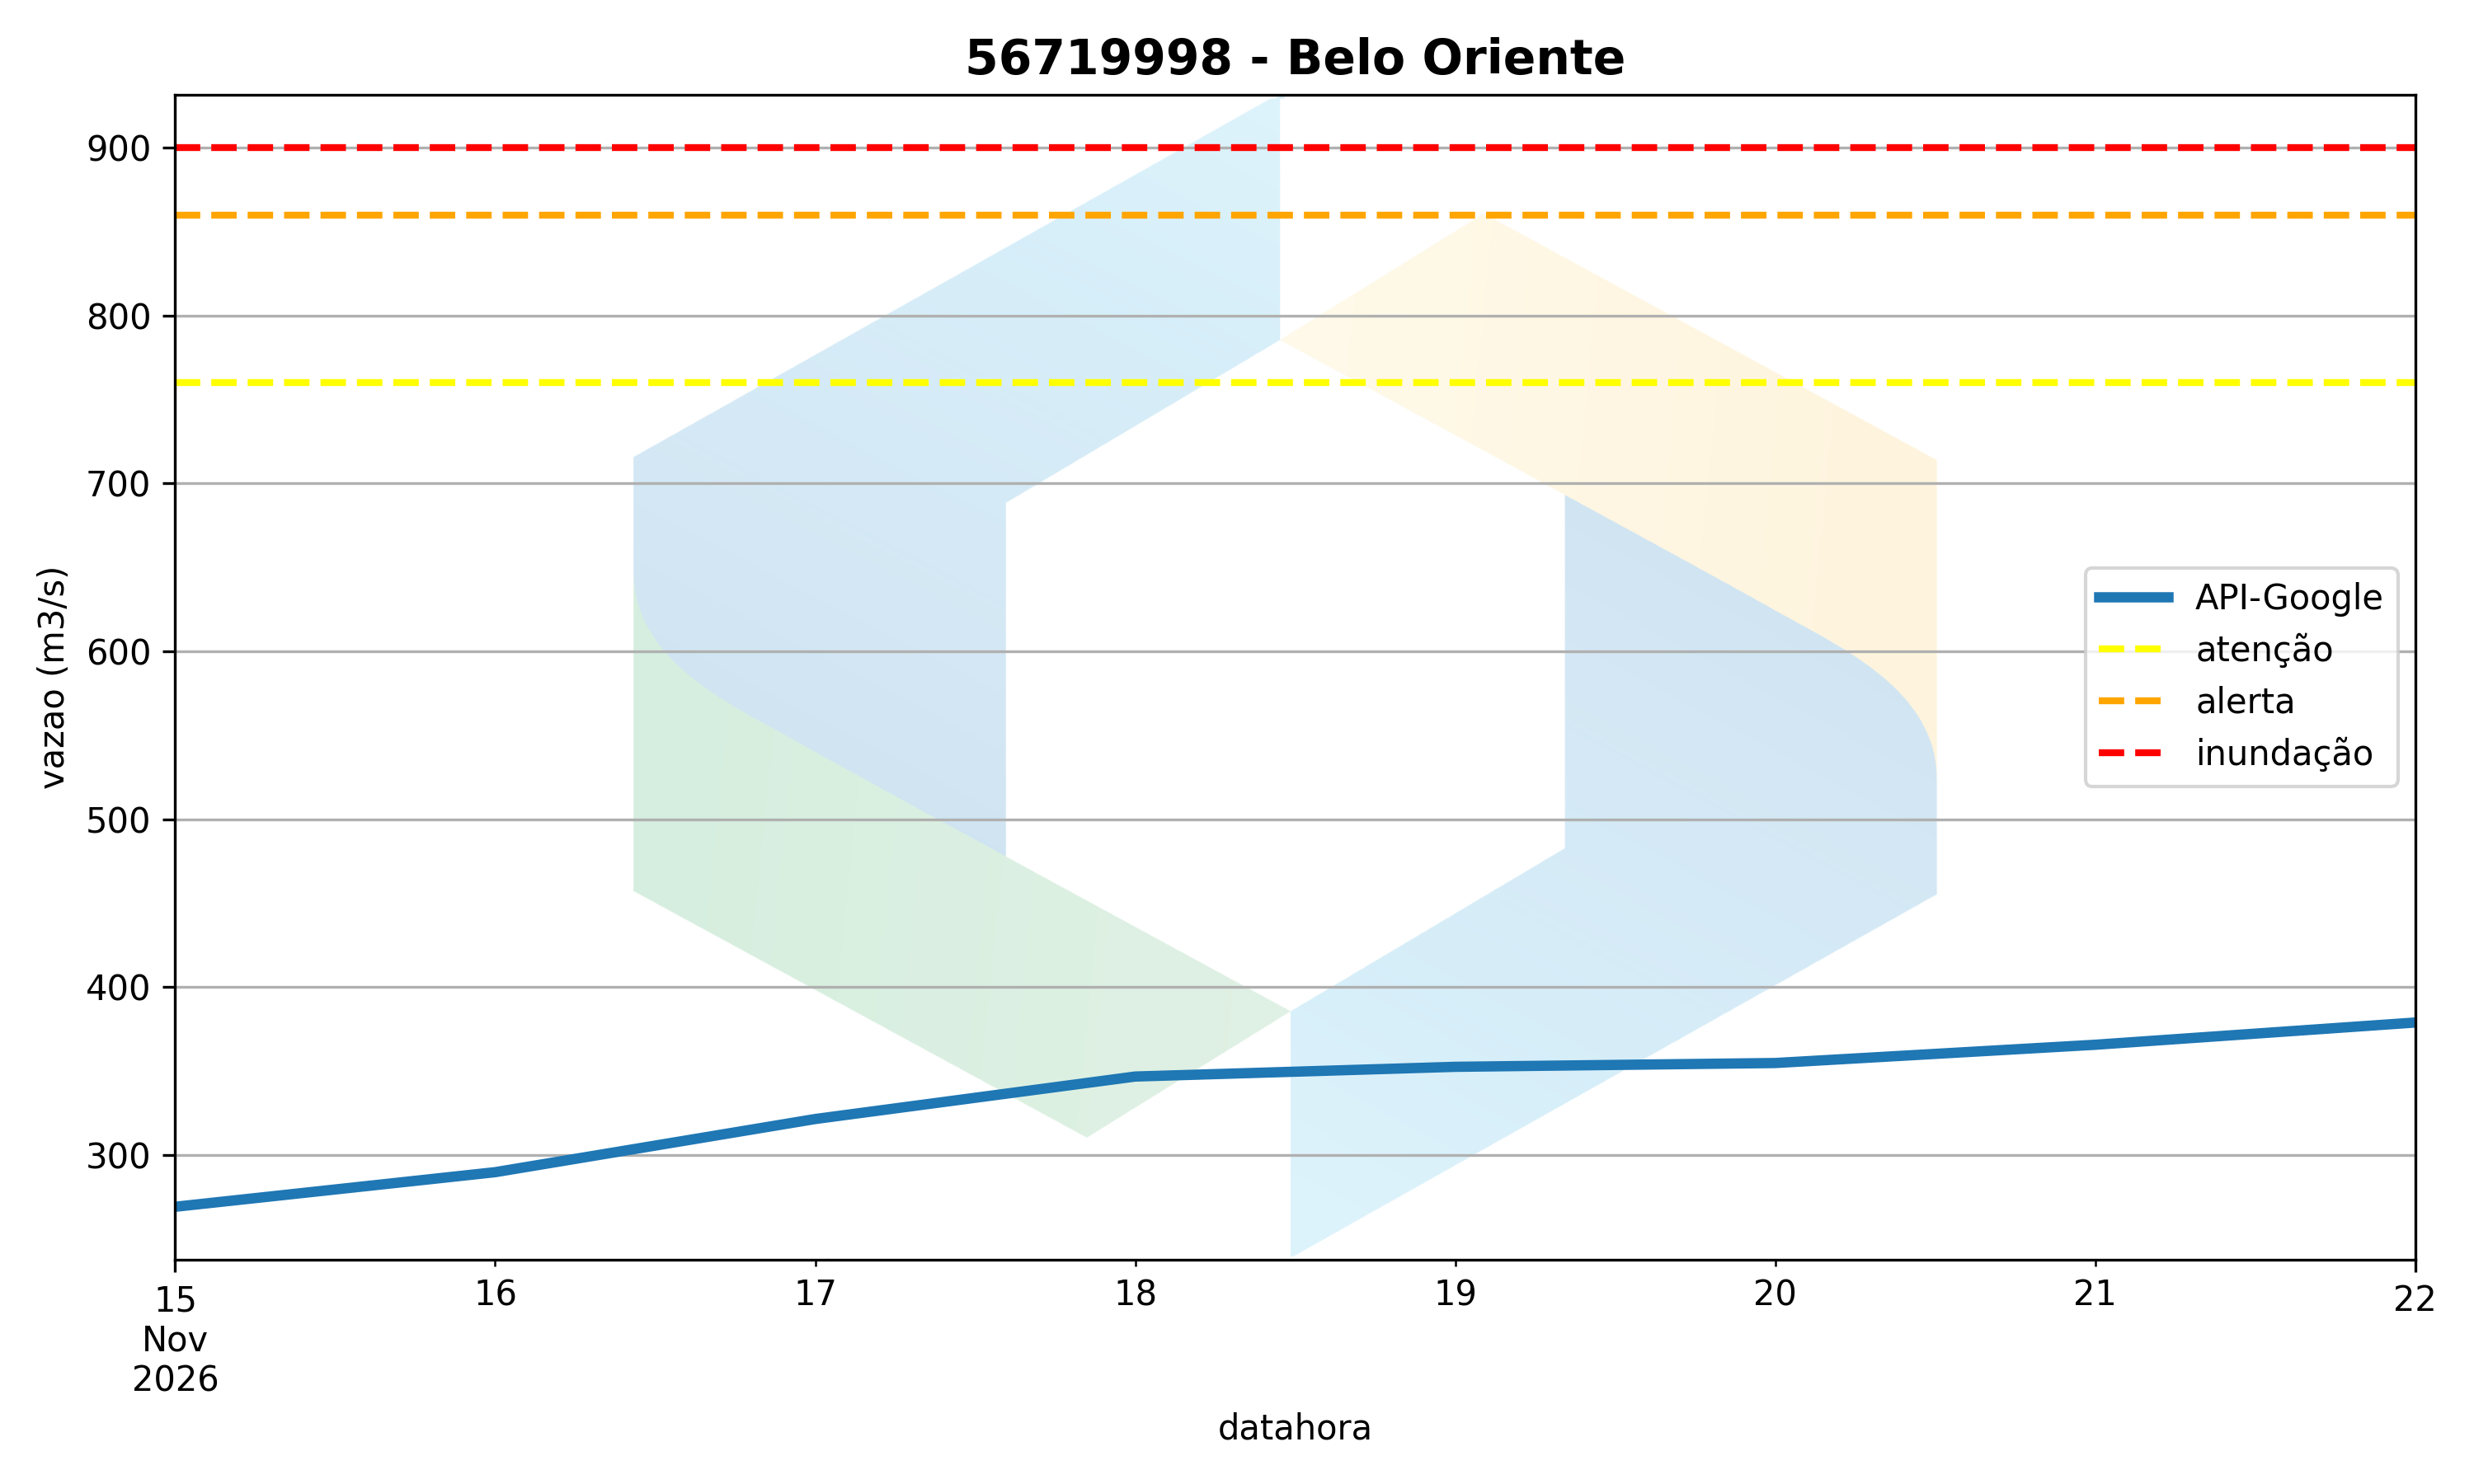 56719998 - Belo Oriente
900
800
700
600
500
400
300
vazao (m3/s)
API-Google
atenção
alerta
inundação
15 16 17 18 19 20 21 22
Nov
2026
datahora